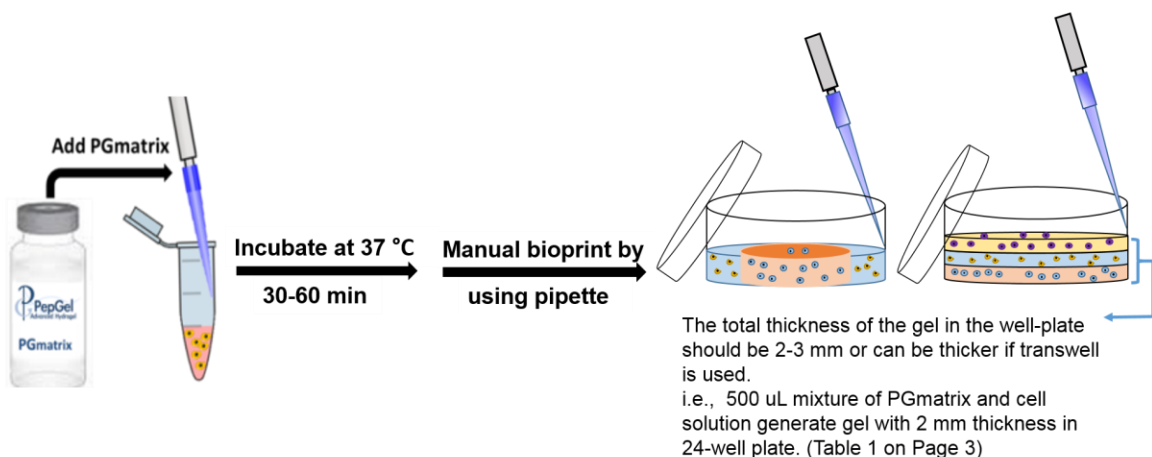 Add PGmatrix
PepGel
Advanced Hydrogel
PGmatrix
Incubate at 37 °C
30-60 min
Manual bioprint by
using pipette
The total thickness of the gel in the well-plate
should be 2-3 mm or can be thicker if transwell
is used.
i.e.,  500 uL mixture of PGmatrix and cell
solution generate gel with 2 mm thickness in
24-well plate. (Table 1 on Page 3)